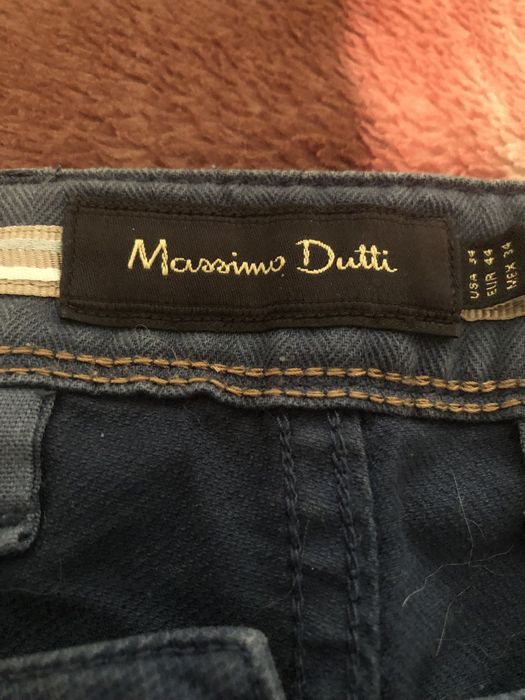 Massimo Dutti
USA 34
EUR 44
MEX 34